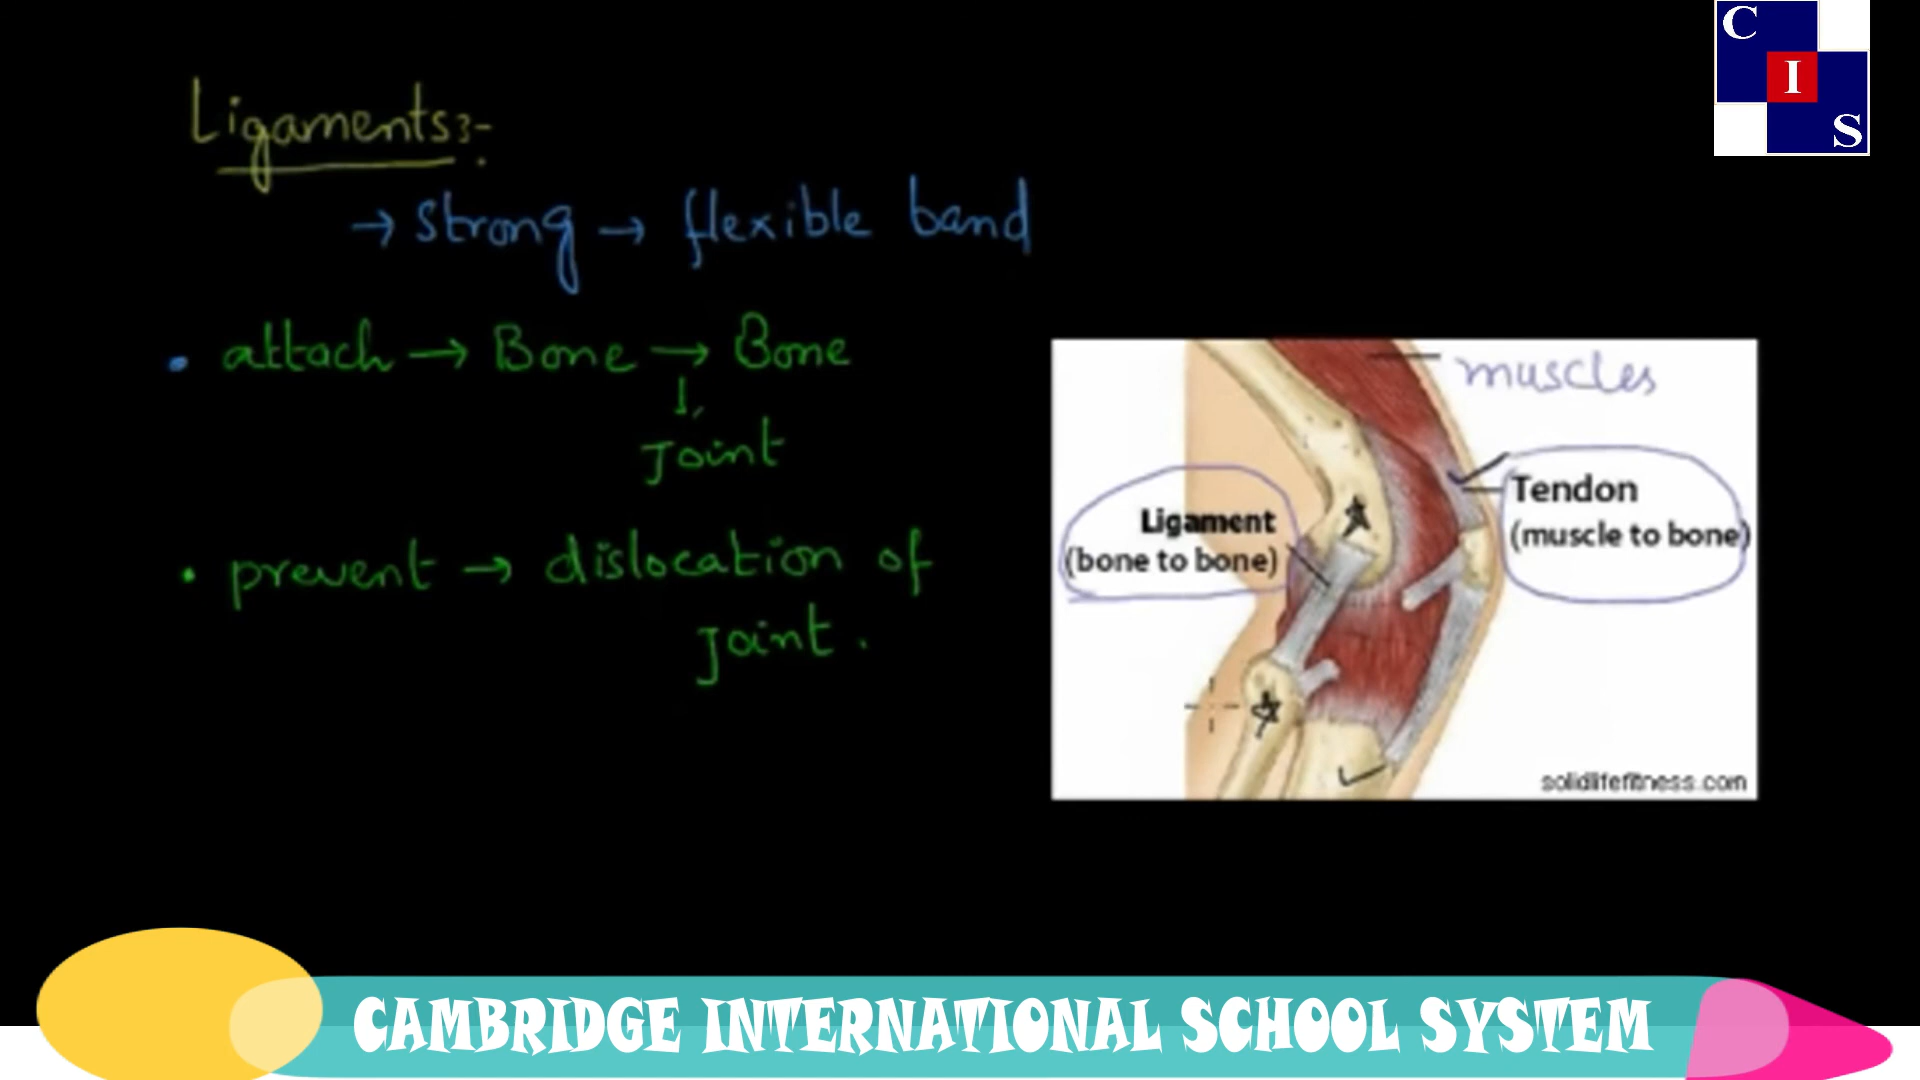 C
I
S
Ligaments:-
→ strong → flexible band
• attach → Bone → Bone
↓
Joint
• prevent → dislocation of
Joint.
muscles
Ligament
(bone to bone)
Tendon
(muscle to bone)
solidlifefitness.com
CAMBRIDGE INTERNATIONAL SCHOOL SYSTEM